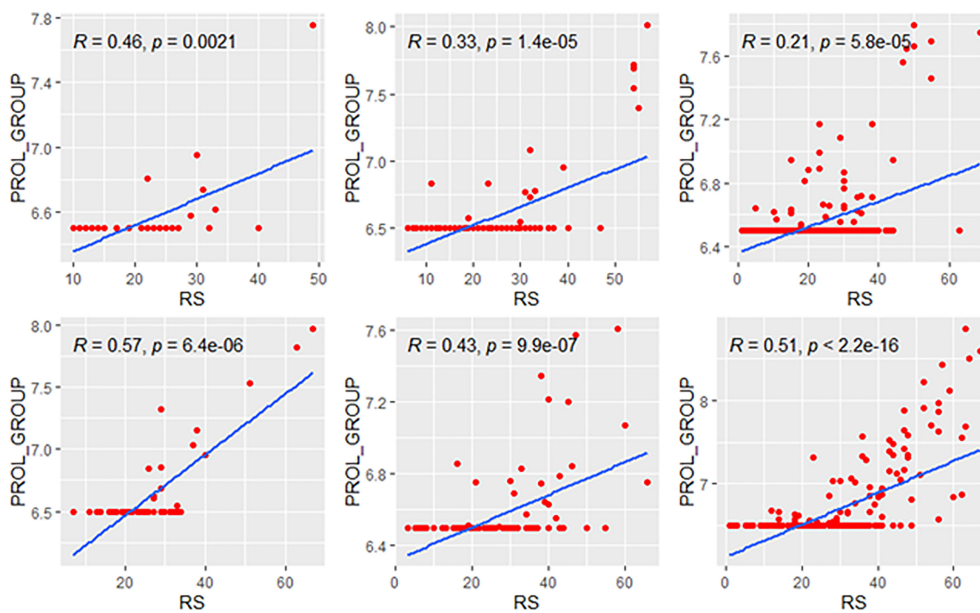 R = 0.46, p = 0.0021
7.8
7.4
7.0
6.6
PROL_GROUP
10 20 30 40 50
RS
R = 0.33, p = 1.4e-05
8.0
7.5
7.0
6.5
PROL_GROUP
10 20 30 40 50
RS
R = 0.21, p = 5.8e-05
7.6
7.2
6.8
6.4
PROL_GROUP
0 20 40 60
RS
R = 0.57, p = 6.4e-06
8.0
7.5
7.0
6.5
PROL_GROUP
20 40 60
RS
R = 0.43, p = 9.9e-07
7.6
7.2
6.8
6.4
PROL_GROUP
0 20 40 60
RS
R = 0.51, p < 2.2e-16
8
7
PROL_GROUP
0 20 40 60
RS